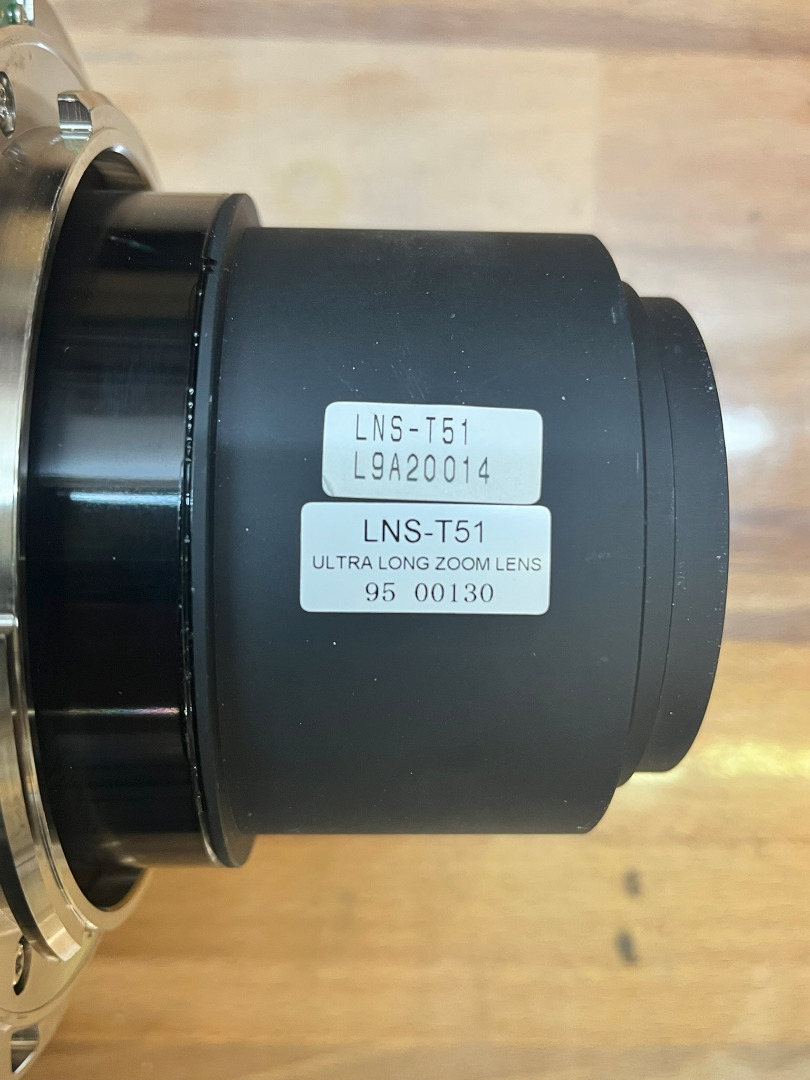 LNS-T51
L9A20014
LNS-T51
ULTRA LONG ZOOM LENS
95 00130